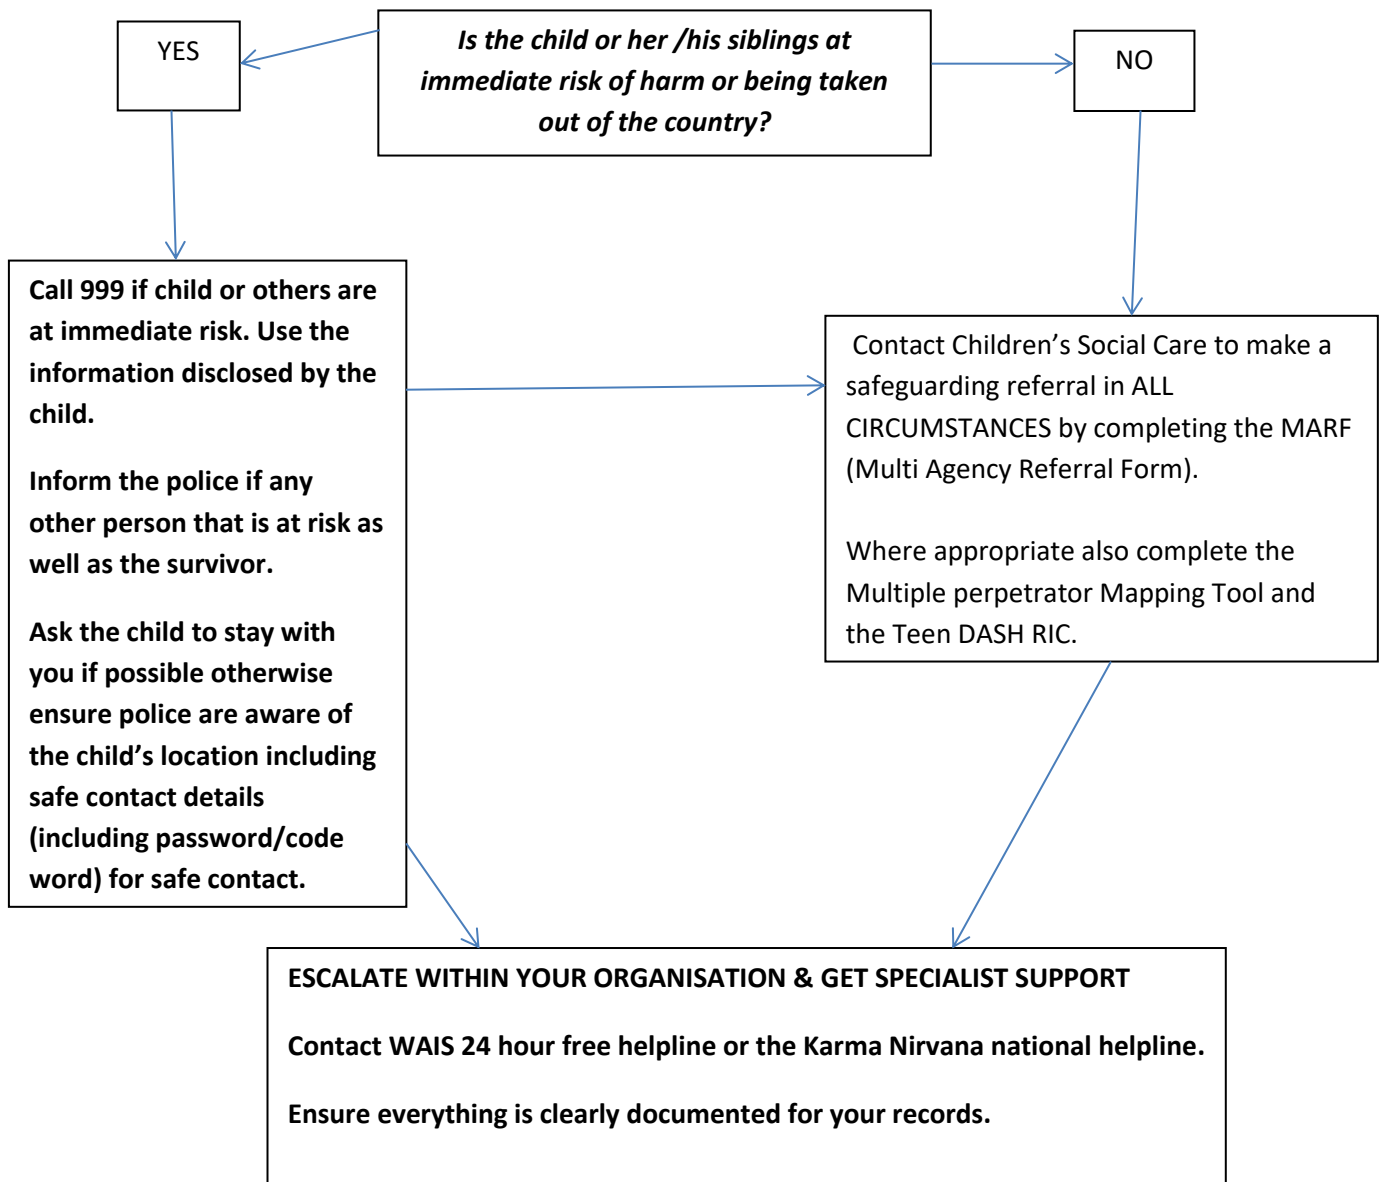 YES
Is the child or her /his siblings at
immediate risk of harm or being taken
out of the country?
NO
Call 999 if child or others are
at immediate risk. Use the
information disclosed by the
child.
Inform the police if any
other person that is at risk as
well as the survivor.
Ask the child to stay with
you if possible otherwise
ensure police are aware of
the child’s location including
safe contact details
(including password/code
word) for safe contact.
Contact Children’s Social Care to make a
safeguarding referral in ALL
CIRCUMSTANCES by completing the MARF
(Multi Agency Referral Form).
Where appropriate also complete the
Multiple perpetrator Mapping Tool and
the Teen DASH RIC.
ESCALATE WITHIN YOUR ORGANISATION & GET SPECIALIST SUPPORT
Contact WAIS 24 hour free helpline or the Karma Nirvana national helpline.
Ensure everything is clearly documented for your records.